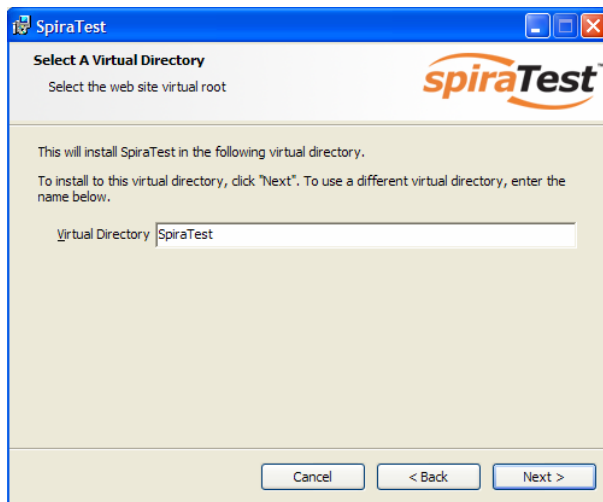 SpiraTest
Select A Virtual Directory
Select the web site virtual root
spiraTest™
This will install SpiraTest in the following virtual directory.
To install to this virtual directory, click "Next". To use a different virtual directory, enter the
name below.
Virtual Directory SpiraTest
Cancel < Back Next >